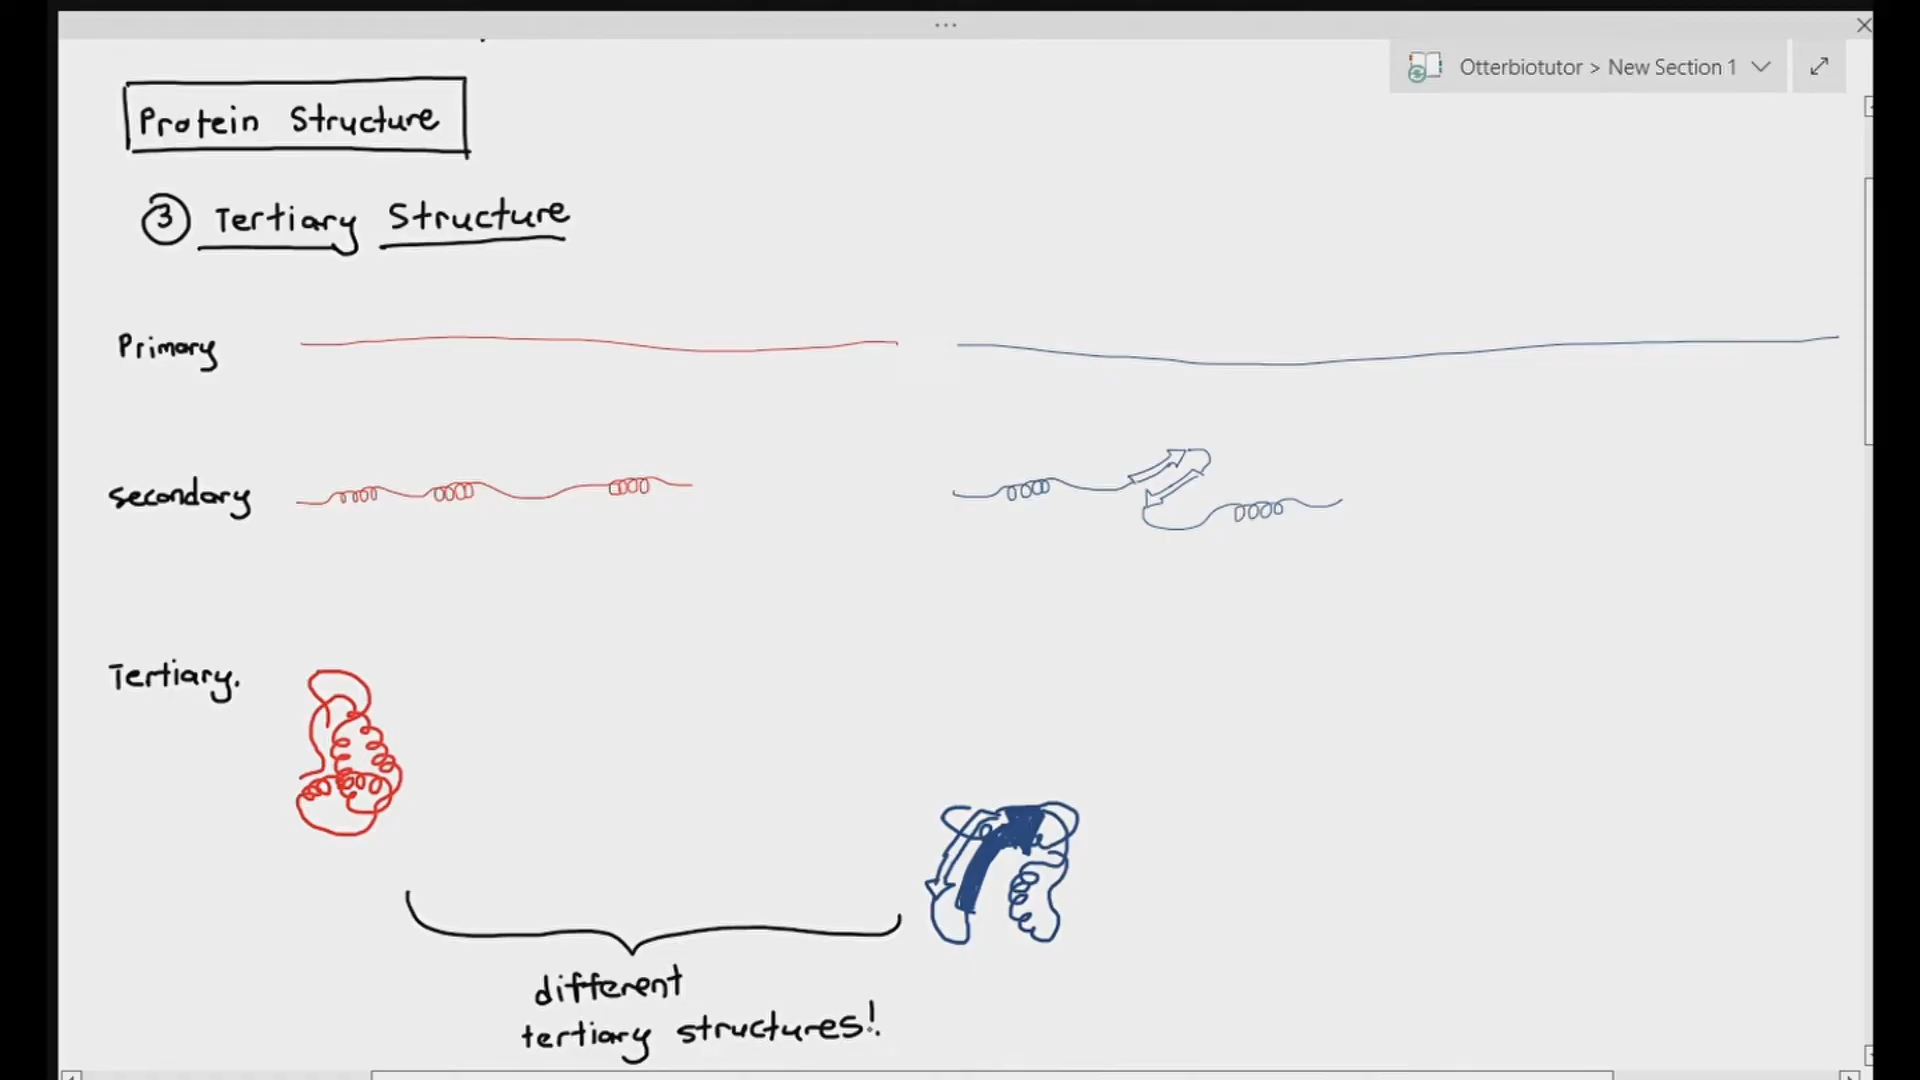 Otterbiotutor > New Section 1
Protein Structure
③ Tertiary Structure
Primary
Secondary
Tertiary.
different
tertiary structures!